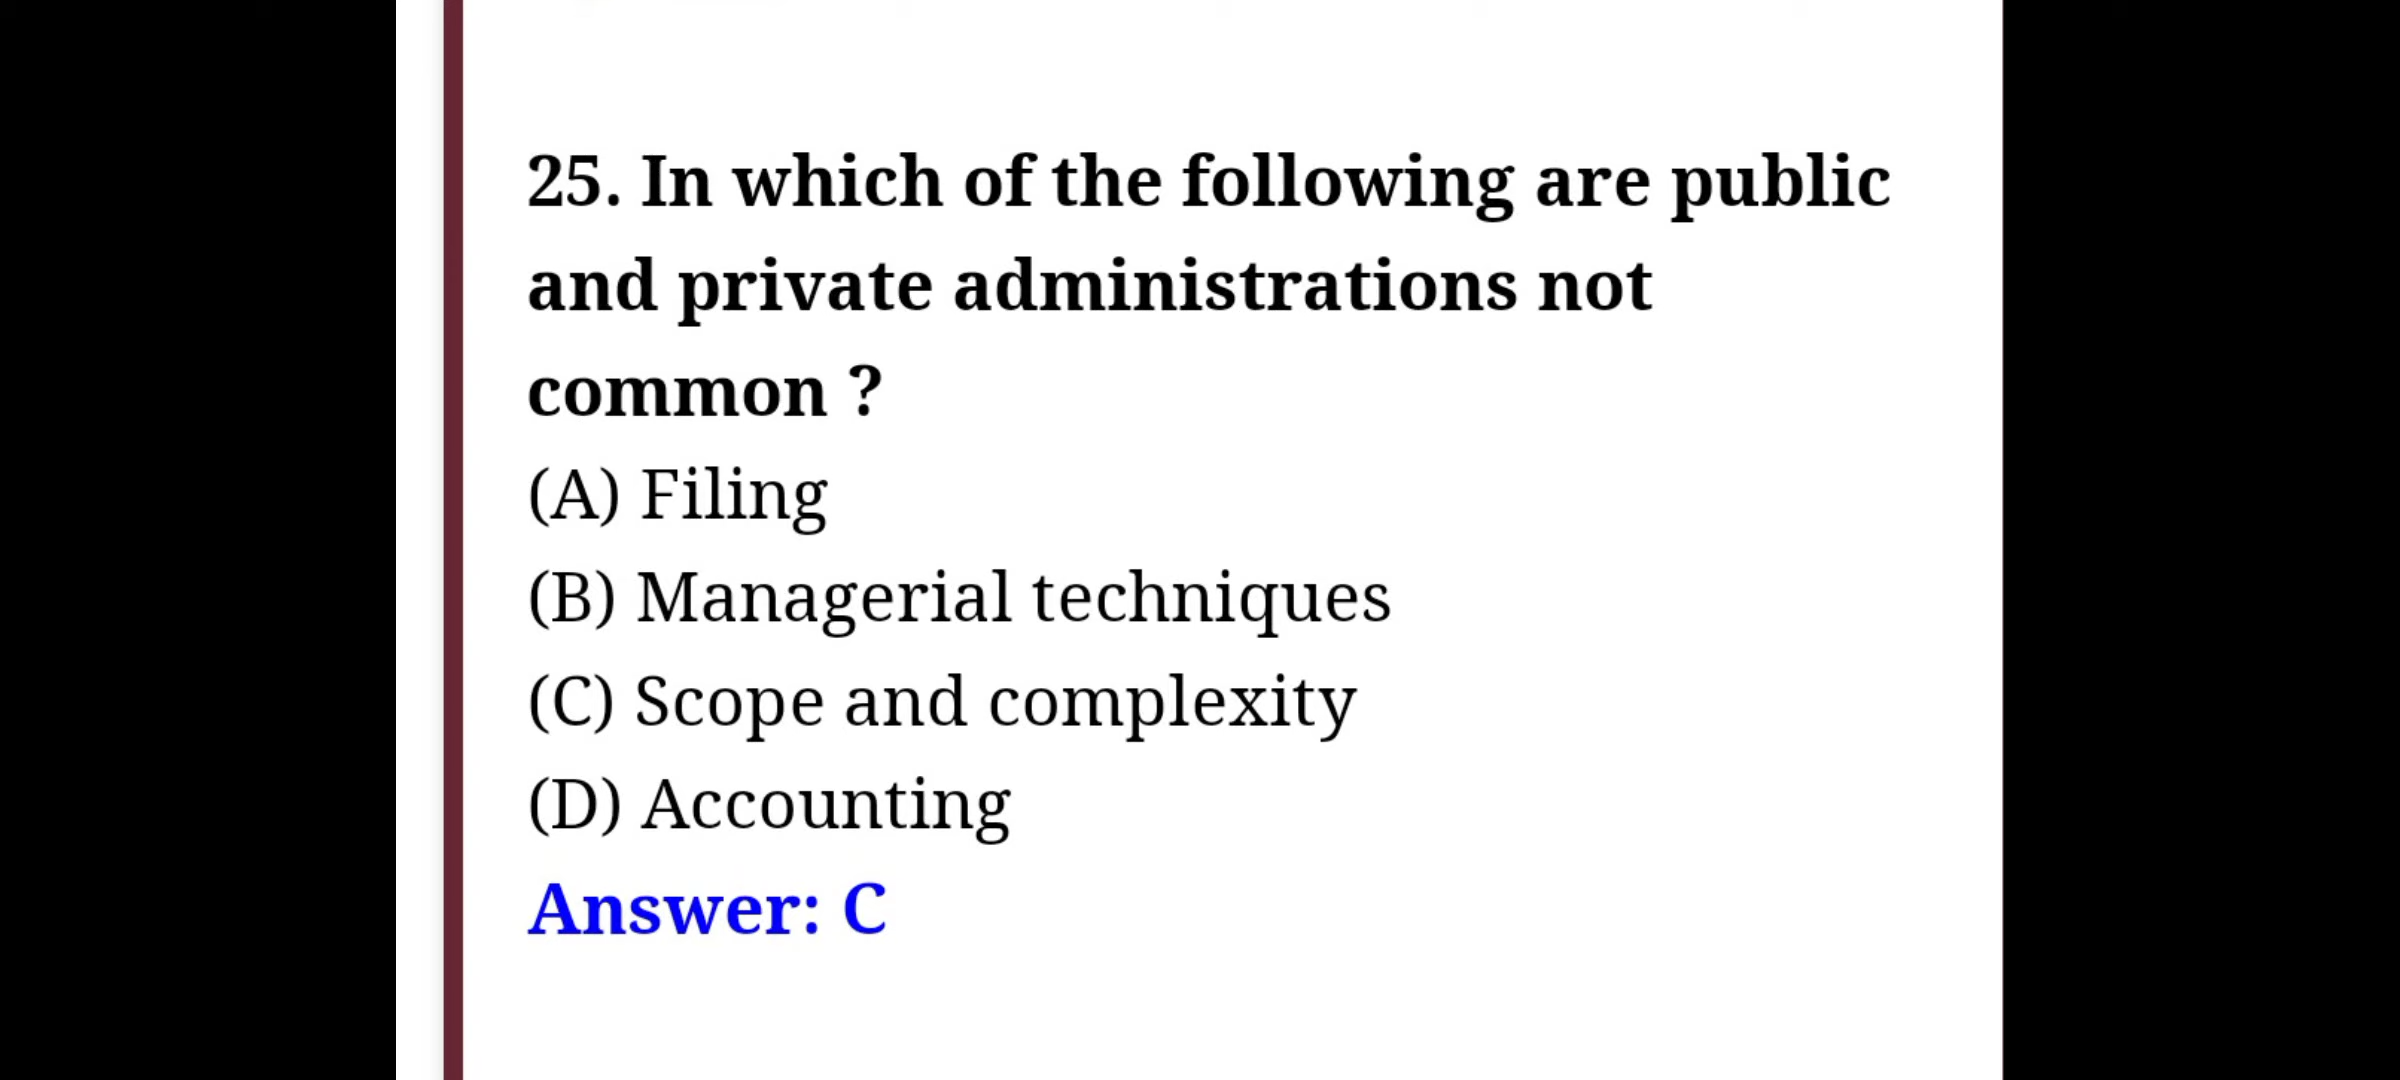 25. In which of the following are public
and private administrations not
common ?
(A) Filing
(B) Managerial techniques
(C) Scope and complexity
(D) Accounting
Answer: C